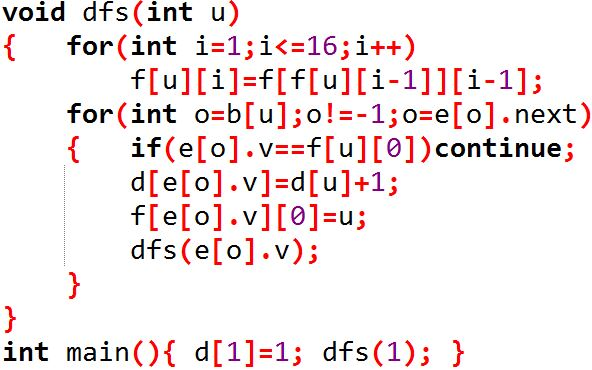 void dfs(int u)
{   for(int i=1;i<=16;i++)
        f[u][i]=f[f[u][i-1]][i-1];
    for(int o=b[u];o!=-1;o=e[o].next)
    {   if(e[o].v==f[u][0])continue;
        d[e[o].v]=d[u]+1;
        f[e[o].v][0]=u;
        dfs(e[o].v);
    }
}
int main(){ d[1]=1; dfs(1); }